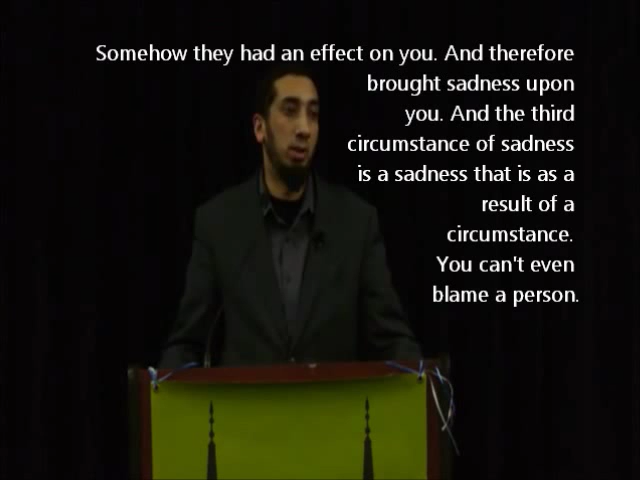 Somehow they had an effect on you. And therefore
brought sadness upon
you. And the third
circumstance of sadness
is a sadness that is as a
result of a
circumstance.
You can't even
blame a person.